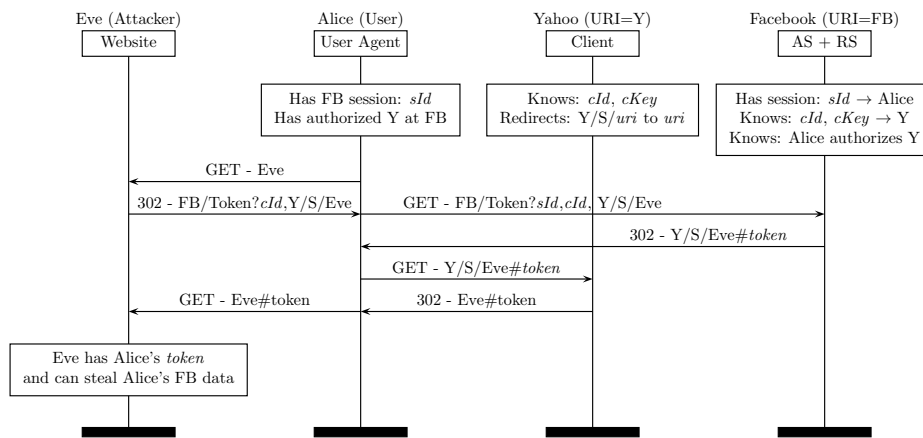 Eve (Attacker)
Alice (User)
Yahoo (URI=Y)
Facebook (URI=FB)
Website
User Agent
Client
AS + RS
Has FB session: sId
Has authorized Y at FB
Knows: cId, cKey
Redirects: Y/S/uri to uri
Has session: sId → Alice
Knows: cId, cKey → Y
Knows: Alice authorizes Y
GET - Eve
302 - FB/Token?cId,Y/S/Eve
GET - FB/Token?sId,cId, Y/S/Eve
302 - Y/S/Eve#token
GET - Y/S/Eve#token
GET - Eve#token
302 - Eve#token
Eve has Alice's token
and can steal Alice's FB data